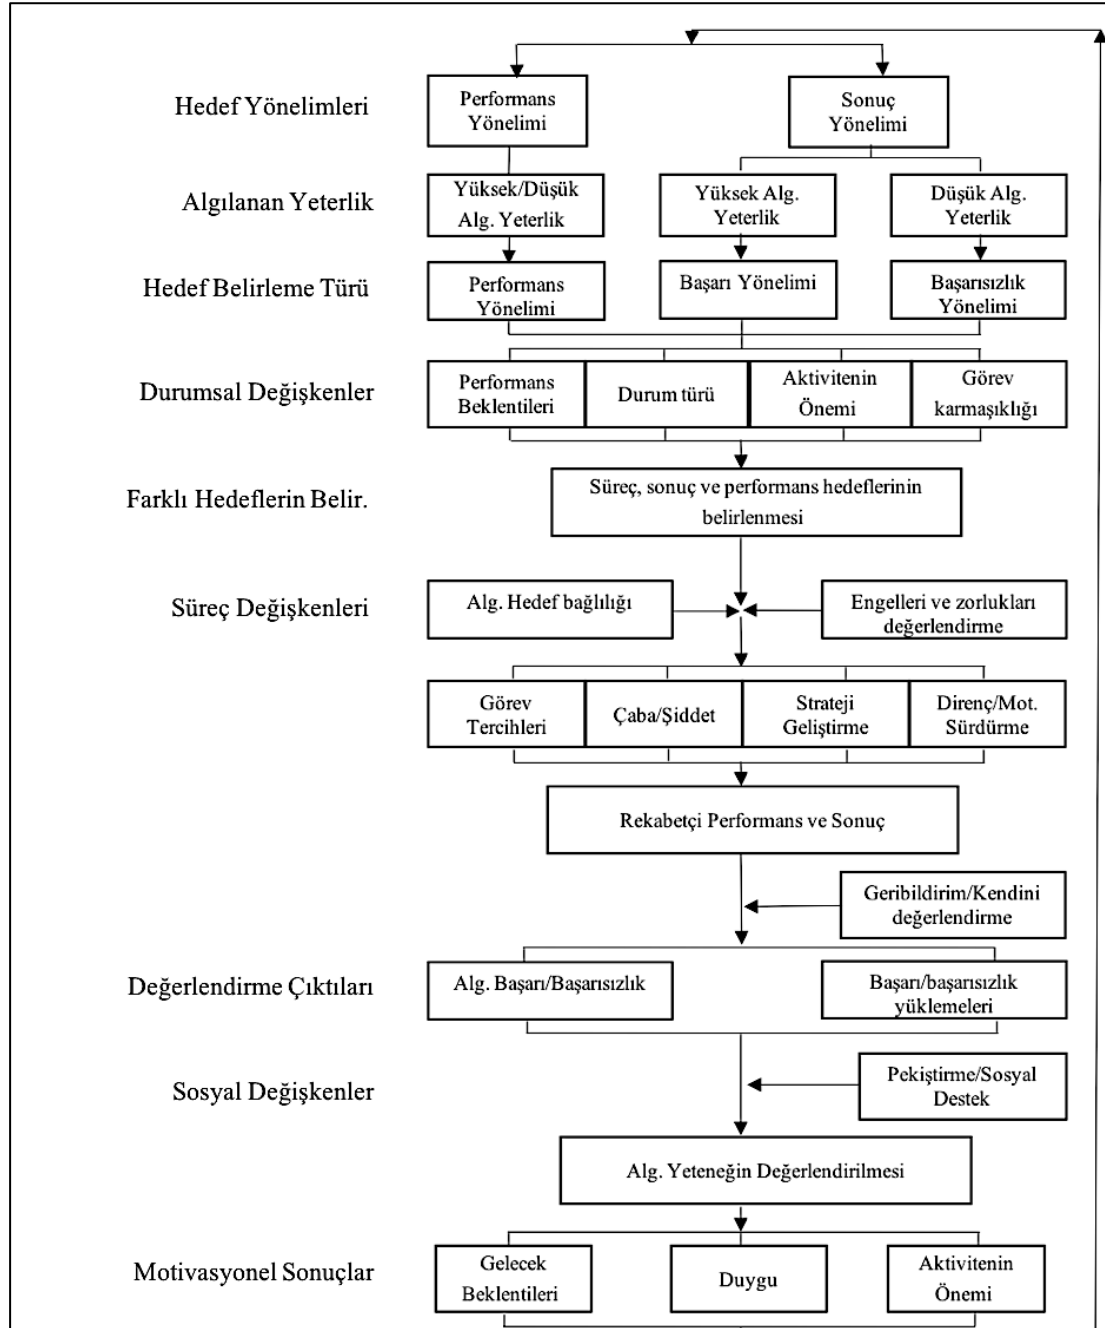 Hedef Yönelimleri
Performans
Yönelimi
Sonuç
Yönelimi
Algılanan Yeterlik
Yüksek/Düşük
Alg. Yeterlik
Yüksek Alg.
Yeterlik
Düşük Alg.
Yeterlik
Hedef Belirleme Türü
Performans
Yönelimi
Başarı Yönelimi
Başarısızlık
Yönelimi
Durumsal Değişkenler
Performans
Beklentileri
Durum türü
Aktivitenin
Önemi
Görev
karmaşıklığı
Farklı Hedeflerin Belir.
Süreç, sonuç ve performans hedeflerinin
belirlenmesi
Süreç Değişkenleri
Alg. Hedef bağlılığı
Engelleri ve zorlukları
değerlendirme
Görev
Tercihleri
Çaba/Şiddet
Strateji
Geliştirme
Direnç/Mot.
Sürdürme
Rekabetçi Performans ve Sonuç
Geribildirim/Kendini
değerlendirme
Değerlendirme Çıktıları
Alg. Başarı/Başarısızlık
Başarı/başarısızlık
yüklemeleri
Sosyal Değişkenler
Pekiştirme/Sosyal
Destek
Alg. Yeteneğin Değerlendirilmesi
Motivasyonel Sonuçlar
Gelecek
Beklentileri
Duygu
Aktivitenin
Önemi